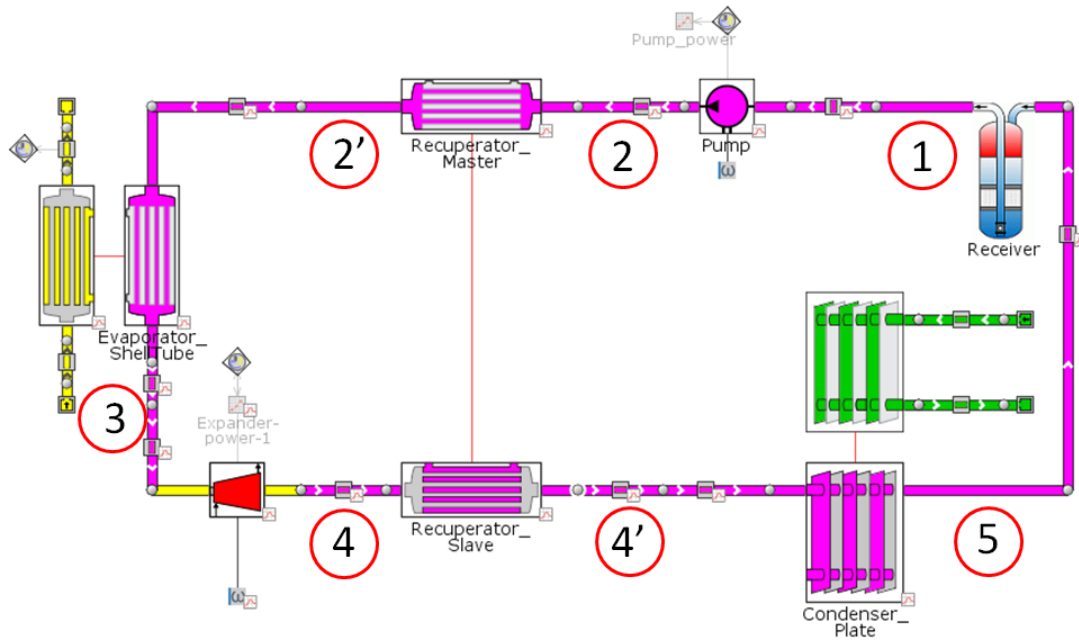 Pump_power
Recuperator_
Master
2'
2
Pump
1
Receiver
ω
Evaporator_
ShellTube
3
Expander-
power-1
4
Recuperator_
Slave
4'
5
ω
Condenser_
Plate